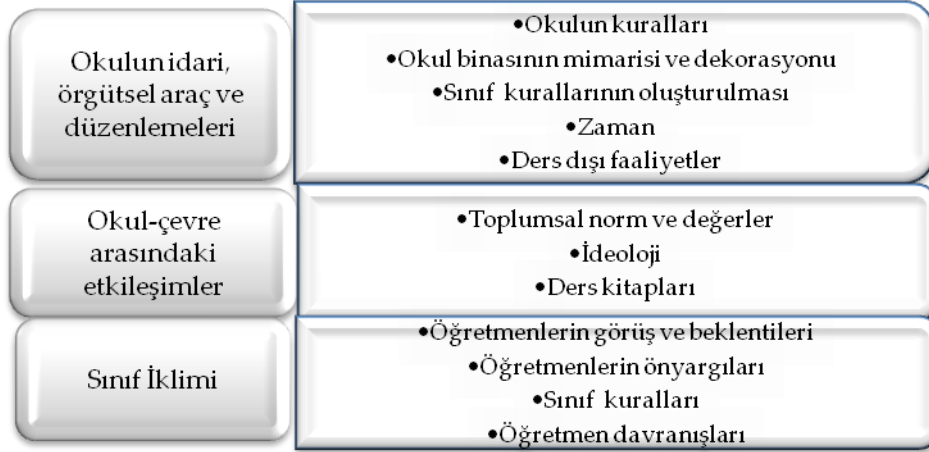 Okulun idari,
örgütsel araç ve
düzenlemeleri
•Okulun kuralları
•Okul binasının mimarisi ve dekorasyonu
•Sınıf kurallarının oluşturulması
•Zaman
•Ders dışı faaliyetler
Okul-çevre
arasındaki
etkileşimler
•Toplumsal norm ve değerler
•İdeoloji
•Ders kitapları
Sınıf İklimi
•Öğretmenlerin görüş ve beklentileri
•Öğretmenlerin önyargıları
•Sınıf kuralları
•Öğretmen davranışları